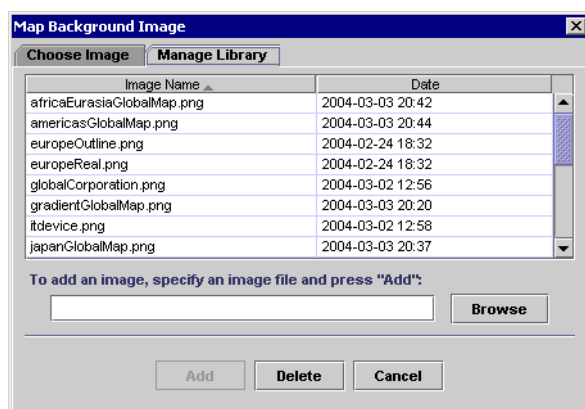 Map Background Image
Choose Image Manage Library
Image Name Date
africaEurasiaGlobalMap.png 2004-03-03 20:42
americasGlobalMap.png 2004-03-03 20:44
europeOutline.png 2004-02-24 18:32
europeReal.png 2004-02-24 18:32
globalCorporation.png 2004-03-02 12:56
gradientGlobalMap.png 2004-03-03 20:20
itdevice.png 2004-03-02 12:58
japanGlobalMap.png 2004-03-03 20:37
To add an image, specify an image file and press "Add":
Browse
Add Delete Cancel